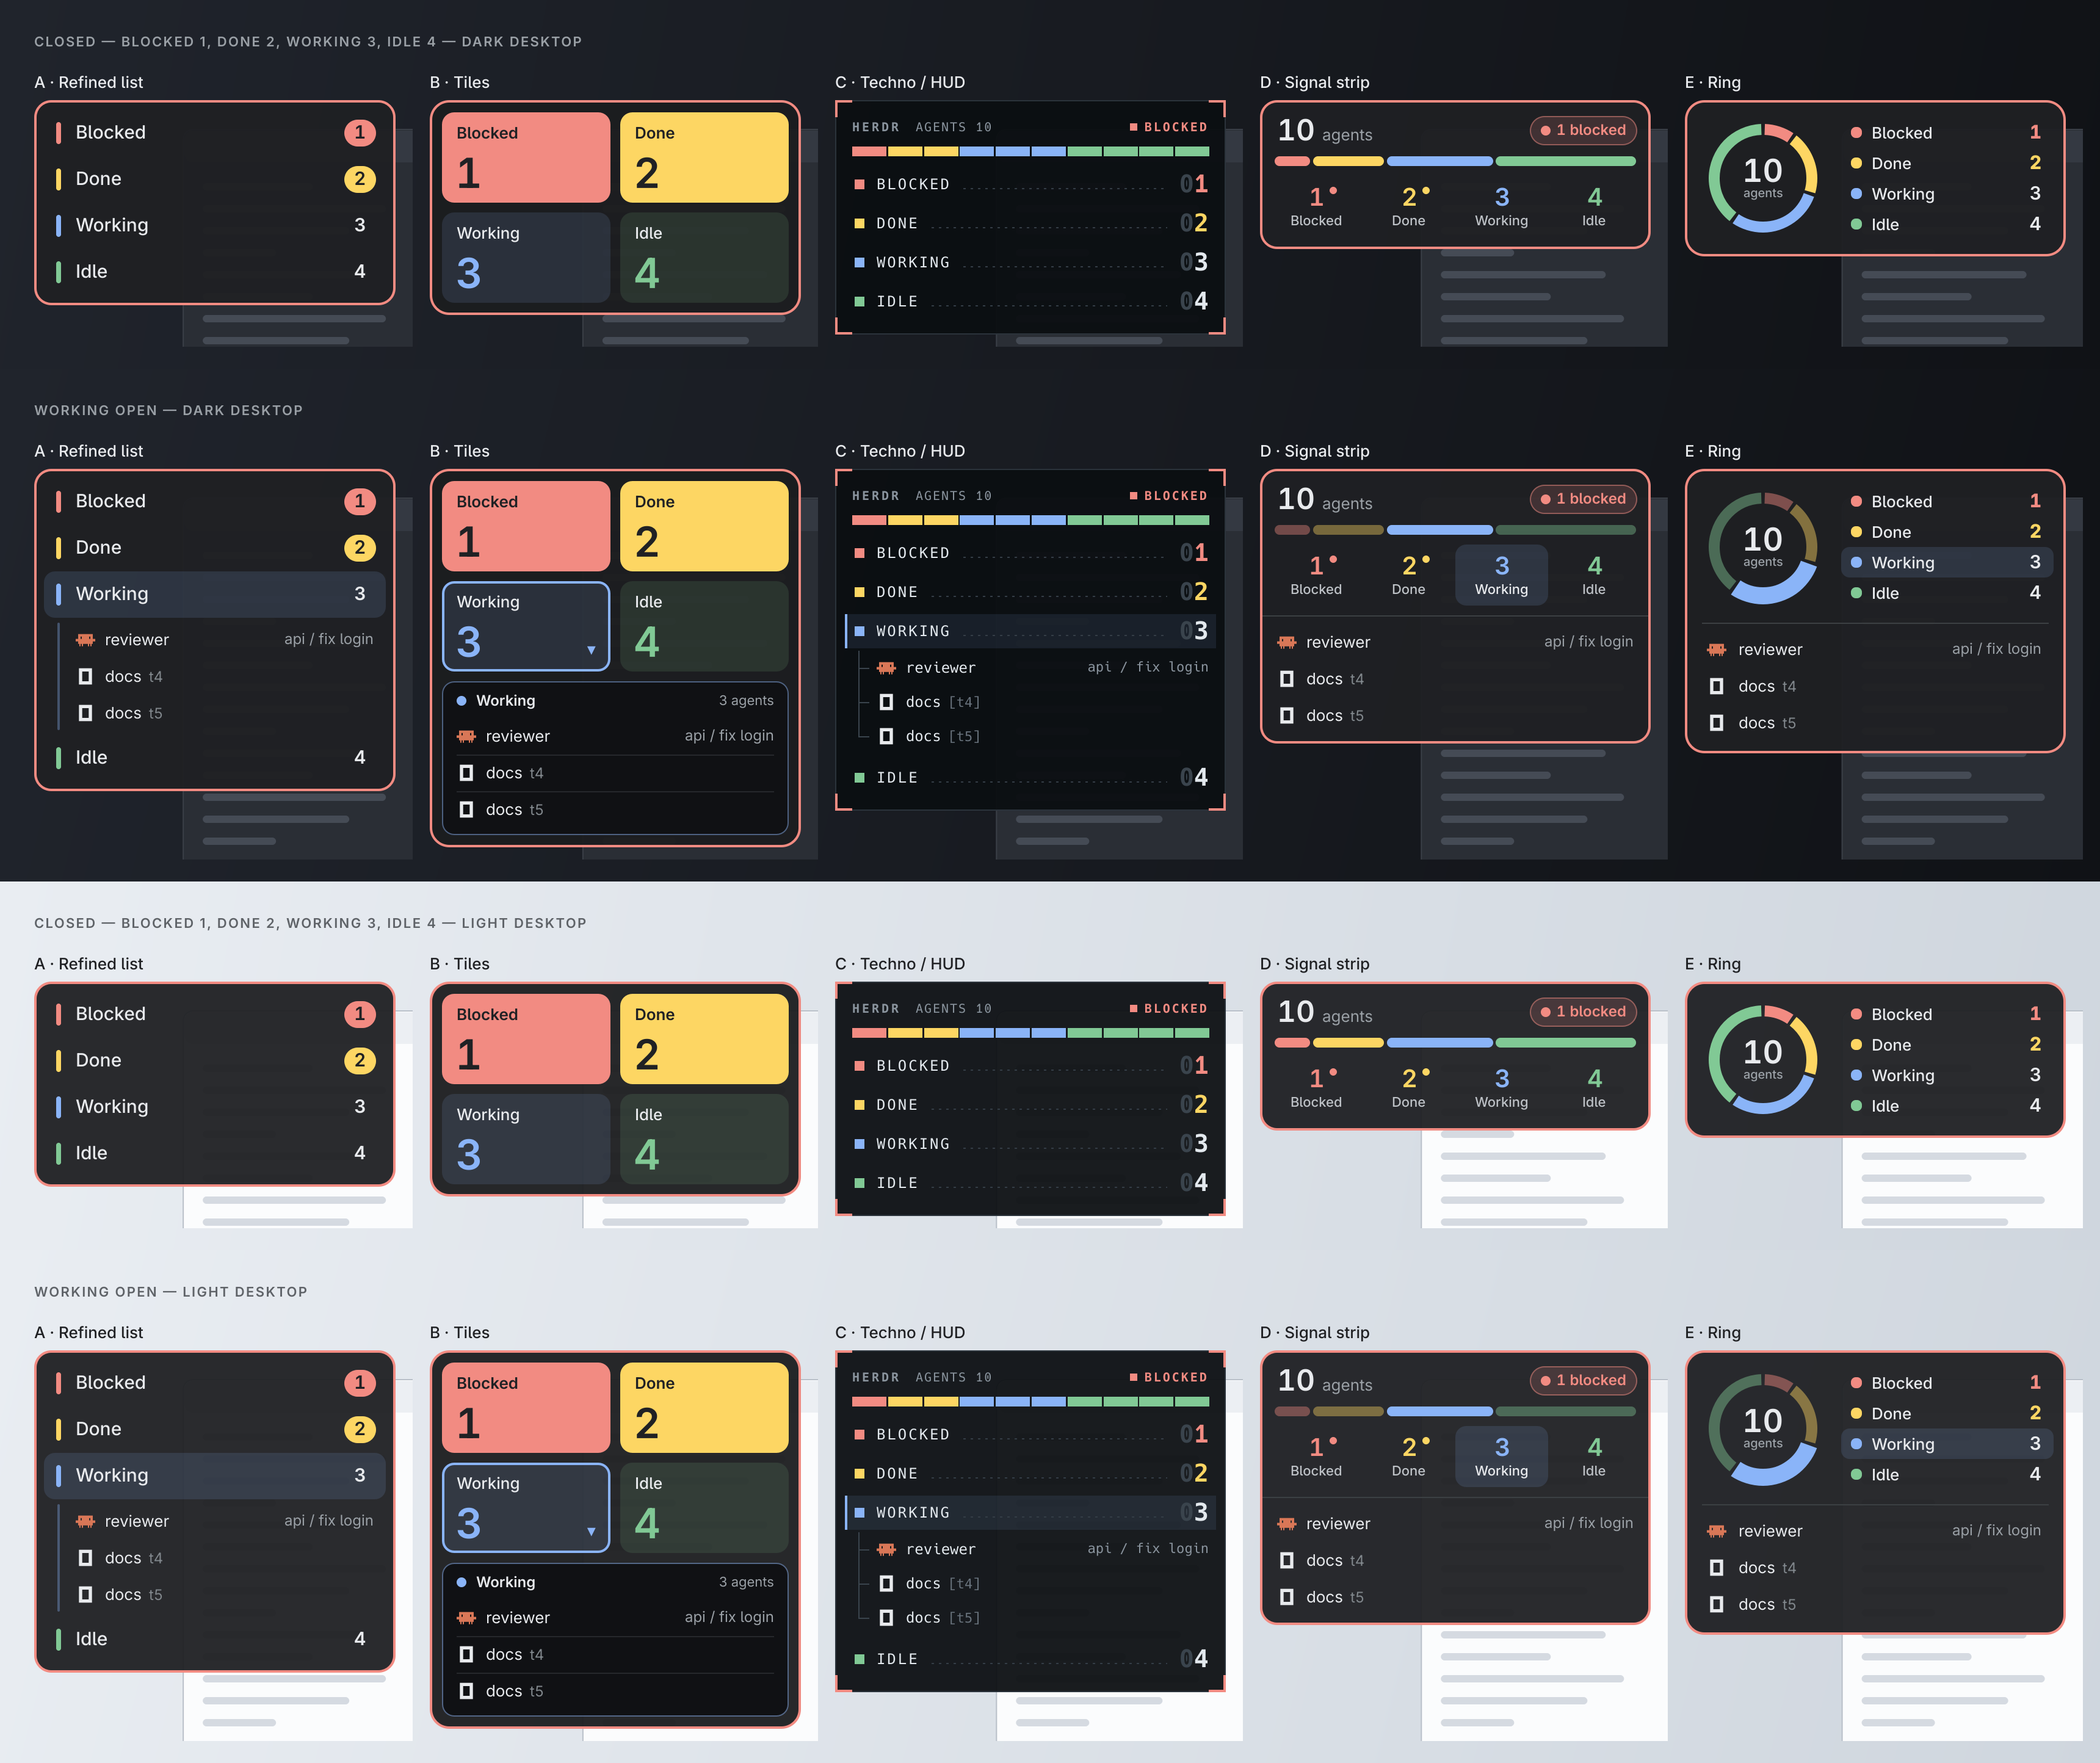 CLOSED — BLOCKED 1, DONE 2, WORKING 3, IDLE 4 — DARK DESKTOP
A · Refined list
Blocked 1
Done 2
Working 3
Idle 4
B · Tiles
Blocked
1
Done
2
Working
3
Idle
4
C · Techno / HUD
HERDR AGENTS 10 BLOCKED
BLOCKED 01
DONE 02
WORKING 03
IDLE 04
D · Signal strip
10 agents 1 blocked
1 2 3 4
Blocked Done Working Idle
E · Ring
10
agents
Blocked 1
Done 2
Working 3
Idle 4
WORKING OPEN — DARK DESKTOP
A · Refined list
Blocked 1
Done 2
Working 3
reviewer api / fix login
docs t4
docs t5
Idle 4
B · Tiles
Blocked
1
Done
2
Working
3 ▼
Idle
4
Working 3 agents
reviewer api / fix login
docs t4
docs t5
C · Techno / HUD
HERDR AGENTS 10 BLOCKED
BLOCKED 01
DONE 02
WORKING 03
reviewer api / fix login
docs [t4]
docs [t5]
IDLE 04
D · Signal strip
10 agents 1 blocked
1 2 3 4
Blocked Done Working Idle
reviewer api / fix login
docs t4
docs t5
E · Ring
10
agents
Blocked 1
Done 2
Working 3
Idle 4
reviewer api / fix login
docs t4
docs t5
CLOSED — BLOCKED 1, DONE 2, WORKING 3, IDLE 4 — LIGHT DESKTOP
A · Refined list
Blocked 1
Done 2
Working 3
Idle 4
B · Tiles
Blocked
1
Done
2
Working
3
Idle
4
C · Techno / HUD
HERDR AGENTS 10 BLOCKED
BLOCKED 01
DONE 02
WORKING 03
IDLE 04
D · Signal strip
10 agents 1 blocked
1 2 3 4
Blocked Done Working Idle
E · Ring
10
agents
Blocked 1
Done 2
Working 3
Idle 4
WORKING OPEN — LIGHT DESKTOP
A · Refined list
Blocked 1
Done 2
Working 3
reviewer api / fix login
docs t4
docs t5
Idle 4
B · Tiles
Blocked
1
Done
2
Working
3 ▼
Idle
4
Working 3 agents
reviewer api / fix login
docs t4
docs t5
C · Techno / HUD
HERDR AGENTS 10 BLOCKED
BLOCKED 01
DONE 02
WORKING 03
reviewer api / fix login
docs [t4]
docs [t5]
IDLE 04
D · Signal strip
10 agents 1 blocked
1 2 3 4
Blocked Done Working Idle
reviewer api / fix login
docs t4
docs t5
E · Ring
10
agents
Blocked 1
Done 2
Working 3
Idle 4
reviewer api / fix login
docs t4
docs t5